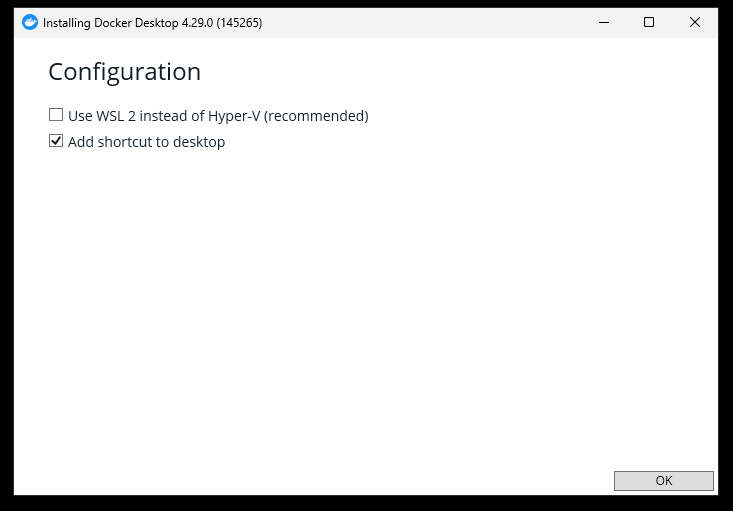 Installing Docker Desktop 4.29.0 (145265)
Configuration
Use WSL 2 instead of Hyper-V (recommended)
Add shortcut to desktop
OK